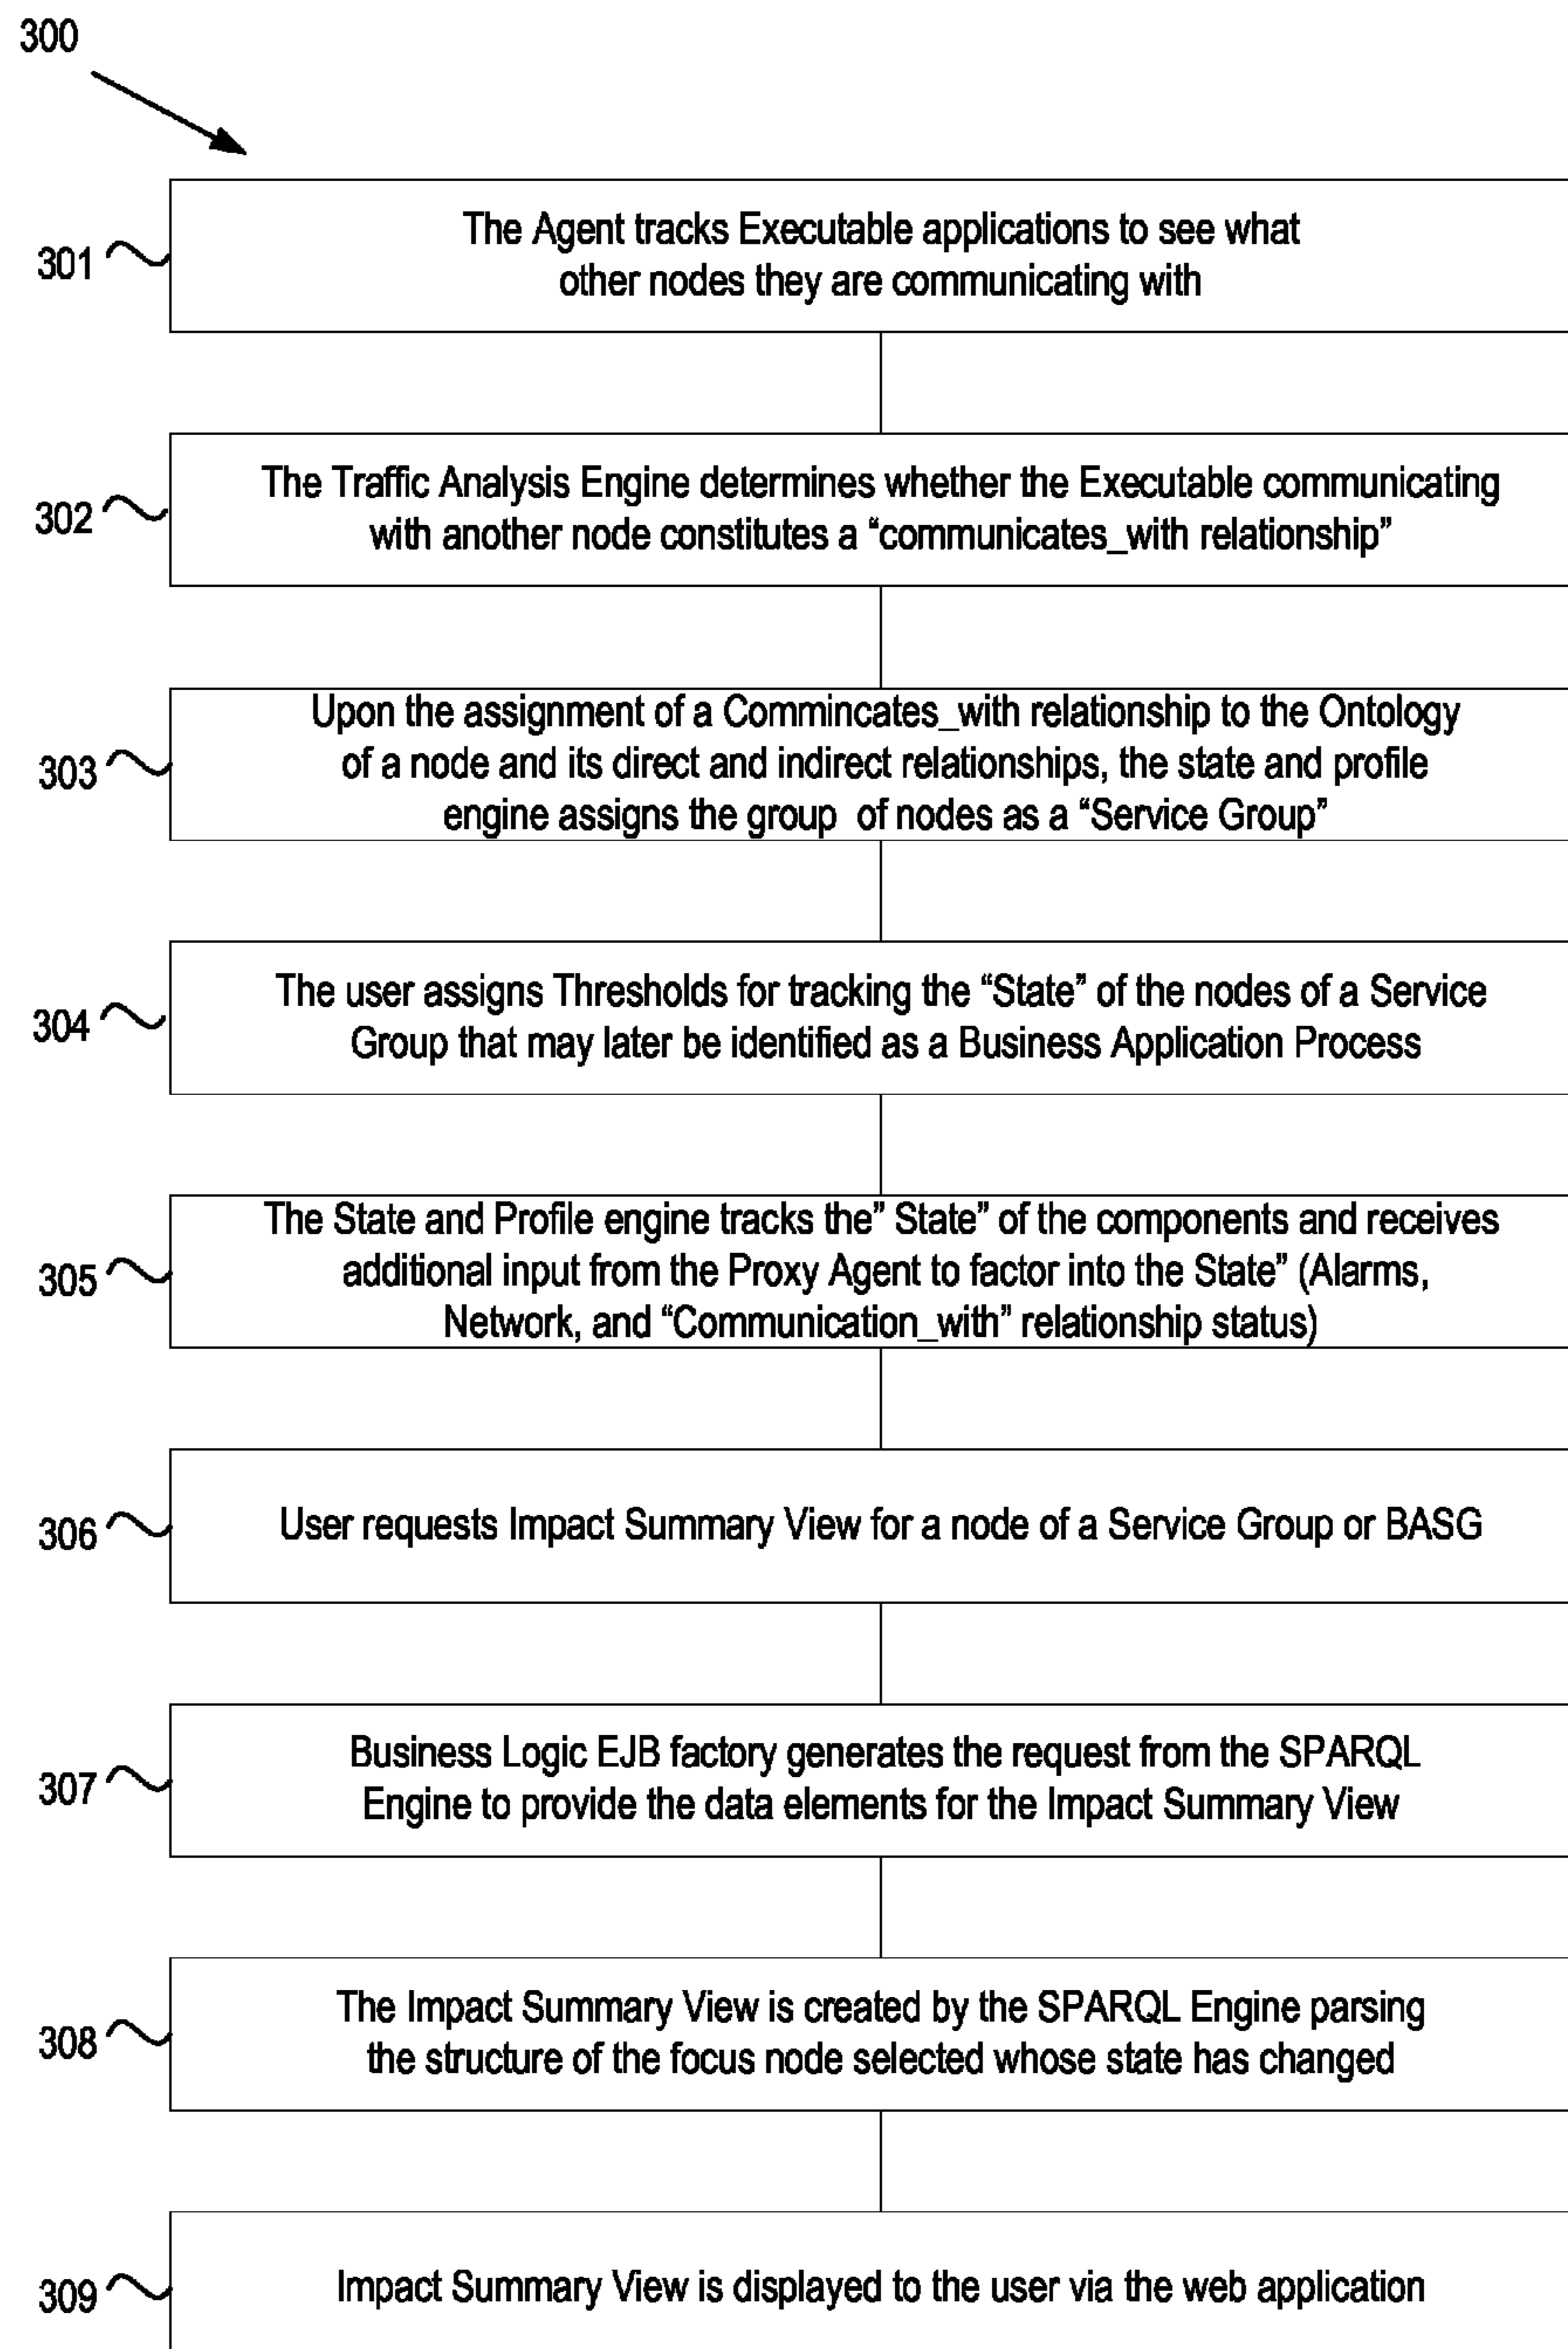 300
301
The Agent tracks Executable applications to see what
other nodes they are communicating with
302
The Traffic Analysis Engine determines whether the Executable communicating
with another node constitutes a “communicates_with relationship”
303
Upon the assignment of a Commincates_with relationship to the Ontology
of a node and its direct and indirect relationships, the state and profile
engine assigns the group of nodes as a “Service Group”
304
The user assigns Thresholds for tracking the “State” of the nodes of a Service
Group that may later be identified as a Business Application Process
305
The State and Profile engine tracks the” State” of the components and receives
additional input from the Proxy Agent to factor into the State” (Alarms,
Network, and “Communication_with” relationship status)
306
User requests Impact Summary View for a node of a Service Group or BASG
307
Business Logic EJB factory generates the request from the SPARQL
Engine to provide the data elements for the Impact Summary View
308
The Impact Summary View is created by the SPARQL Engine parsing
the structure of the focus node selected whose state has changed
309
Impact Summary View is displayed to the user via the web application